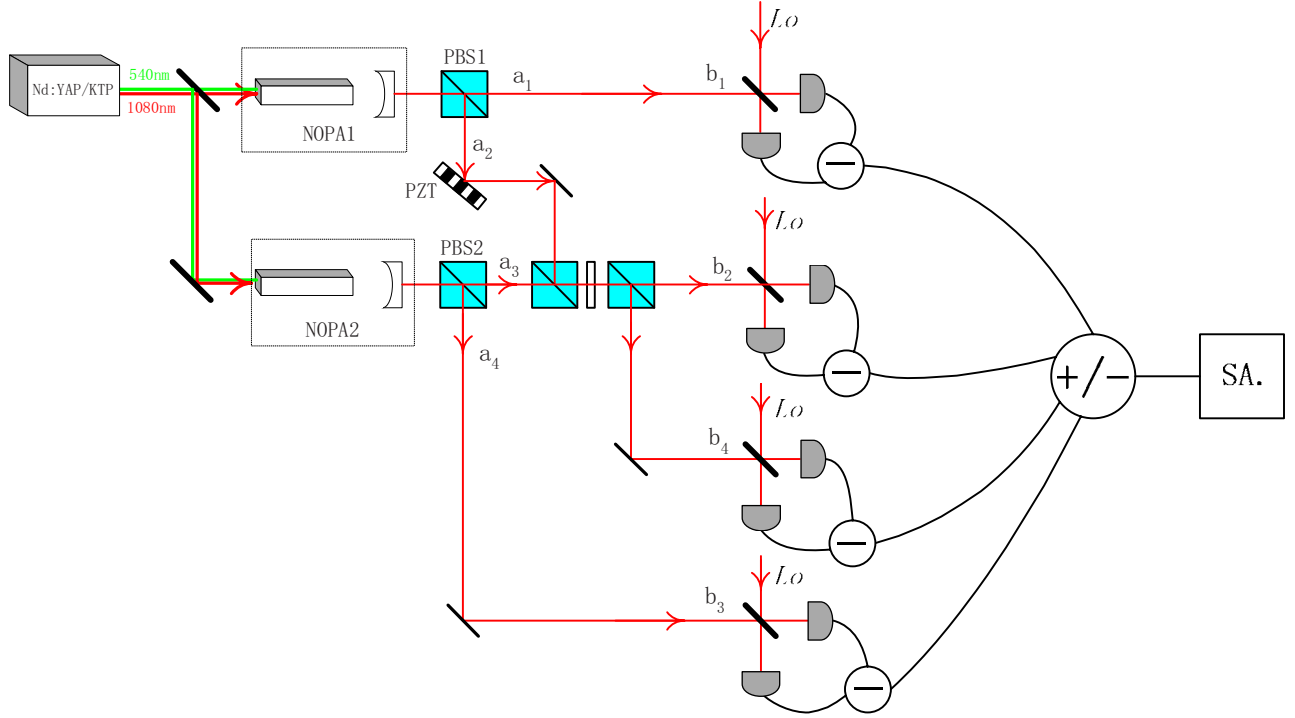 Lo
PBS1
540nm
Nd:YAP/KTP
a1
b1
1080nm
NOPA1
a2
PZT
Lo
PBS2
a3
b2
NOPA2
a4
+/−
SA.
Lo
b4
Lo
b3